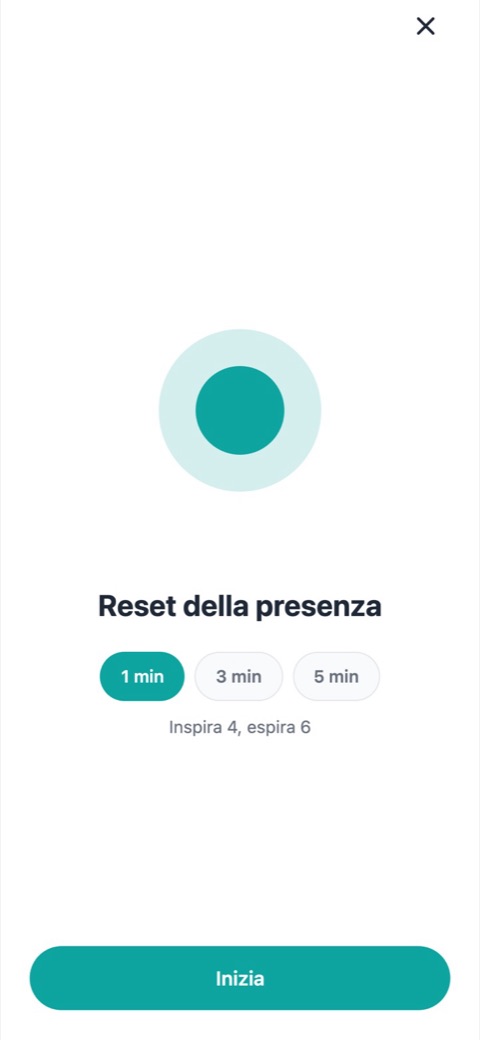 Reset della presenza
1 min 3 min 5 min
Inspira 4, espira 6
Inizia